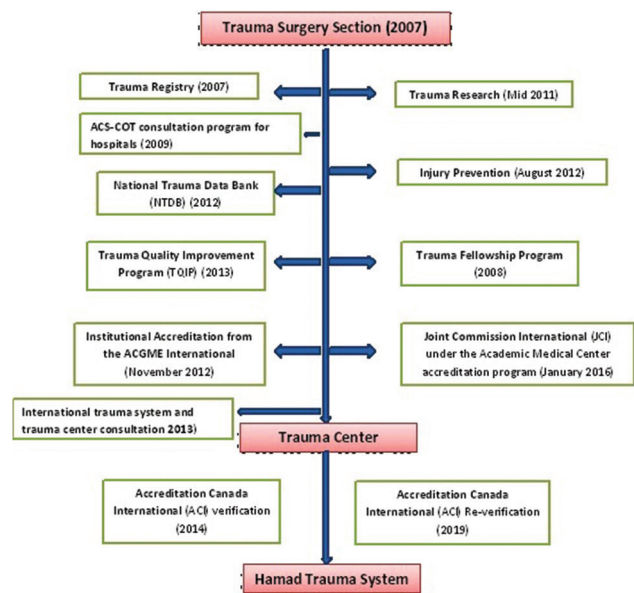 Trauma Surgery Section (2007)
Trauma Registry (2007)
Trauma Research (Mid 2011)
ACS-COT consultation program for
hospitals (2009)
Injury Prevention (August 2012)
National Trauma Data Bank
(NTDB) (2012)
Trauma Quality Improvement
Program (TQIP) (2013)
Trauma Fellowship Program
(2008)
Institutional Accreditation from
the ACGME International
(November 2012)
Joint Commission International (JCI)
under the Academic Medical Center
accreditation program (January 2016)
International trauma system and
trauma center consultation 2013)
Trauma Center
Accreditation Canada
International (ACI) verification
(2014)
Accreditation Canada
International (ACI) Re-verification
(2019)
Hamad Trauma System